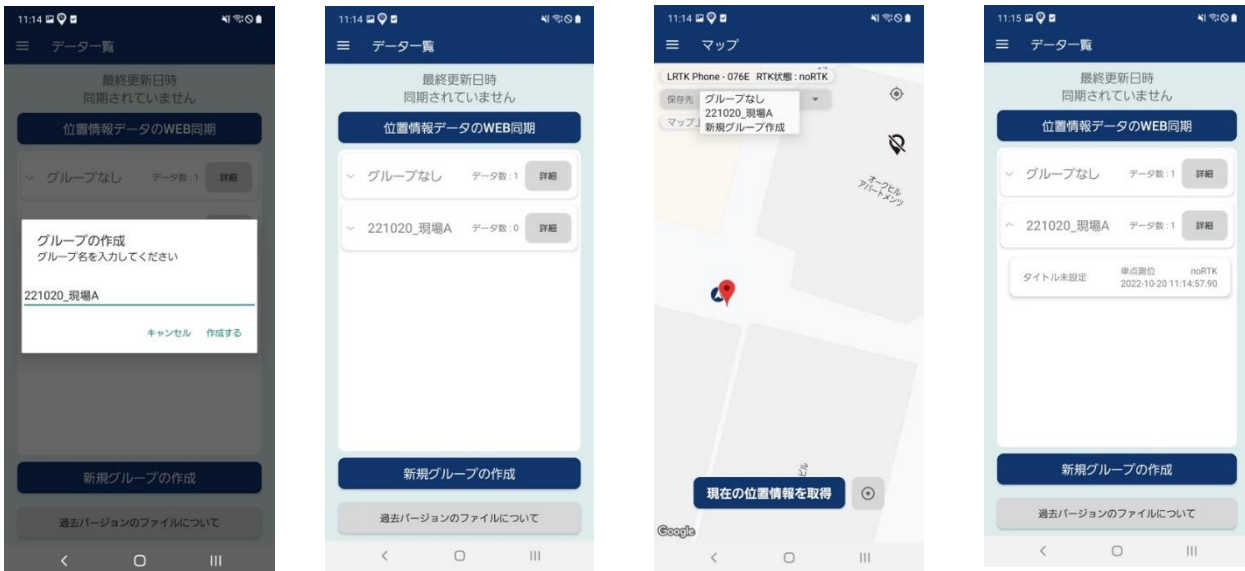 11:14
データ一覧
最終更新日時
同期されていません
位置情報データのWEB同期
グループなし データ数:1 詳細
グループの作成
グループ名を入力してください
221020_現場A
キャンセル 作成する
新規グループの作成
過去バージョンのファイルについて
11:14
データ一覧
最終更新日時
同期されていません
位置情報データのWEB同期
グループなし データ数:1 詳細
221020_現場A データ数:0 詳細
新規グループの作成
過去バージョンのファイルについて
11:14
マップ
LRTK Phone - 076E RTK状態 : noRTK
保存先 グループなし
221020_現場A
マップ
新規グループ作成
オークヒル
アパートメンツ
現在の位置情報を取得
Google
11:15
データ一覧
最終更新日時
同期されていません
位置情報データのWEB同期
グループなし データ数:1 詳細
221020_現場A データ数:1 詳細
タイトル未設定 単点測位 noRTK
2022-10-20 11:14:57.90
新規グループの作成
過去バージョンのファイルについて